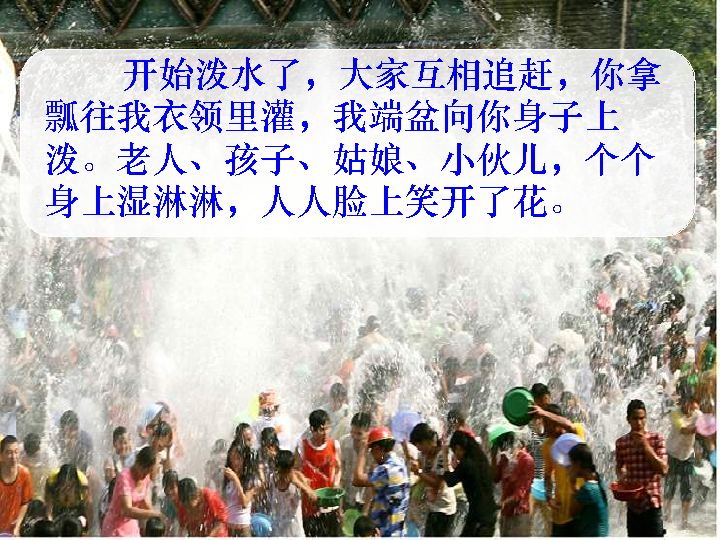 开始泼水了，大家互相追赶，你拿
瓢往我衣领里灌，我端盆向你身子上
泼。老人、孩子、姑娘、小伙儿，个个
身上湿淋淋，人人脸上笑开了花。